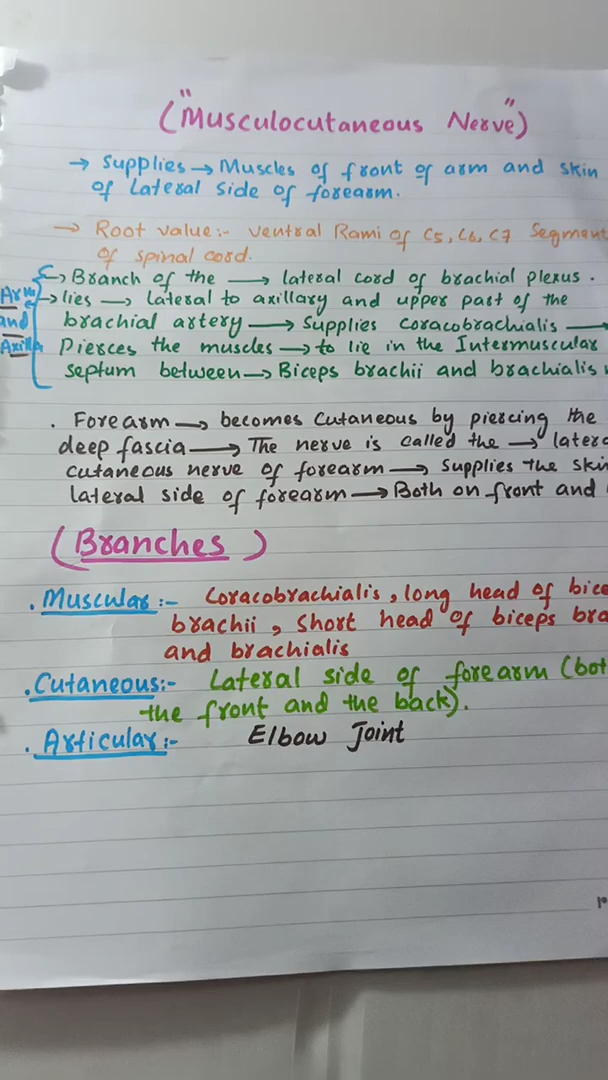 ("Musculocutaneous Nerve")
→ Supplies → Muscles of front of arm and skin
of Lateral side of forearm.
→ Root value:- ventral Rami of C5, C6, C7 Segment
of spinal cord.
→ Branch of the → lateral cord of brachial plexus.
Arm → lies → lateral to axillary and upper part of the
and brachial artery → Supplies coracobrachialis →
Axilla Pierces the muscles → to lie in the Intermuscular
septum between → Biceps brachii and brachialis
. Forearm → becomes Cutaneous by piercing the
deep fascia → The nerve is called the → latera
cutaneous nerve of forearm → Supplies the skin
lateral side of forearm → Both on front and
(Branches)
. Muscular:- Coracobrachialis, long head of bice
brachii, Short head of biceps bra
and brachialis
. Cutaneous:- Lateral side of forearm (bot
the front and the back).
. Articular:- Elbow Joint